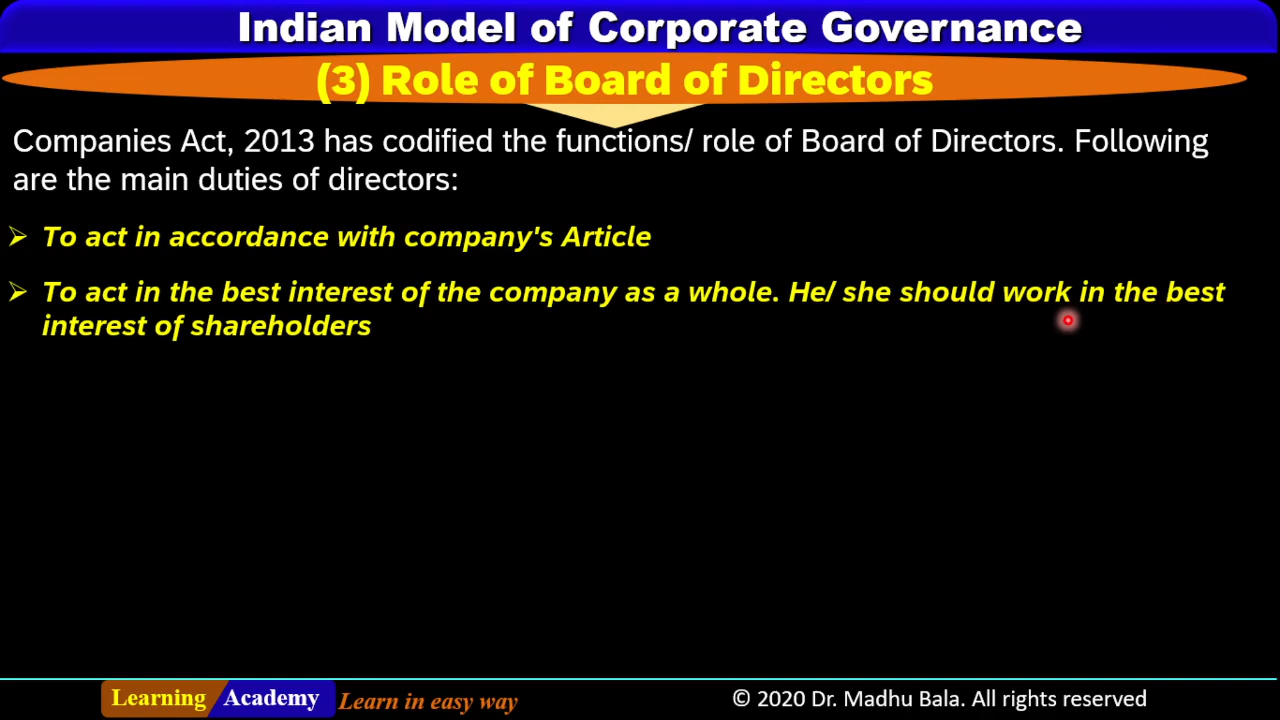 Indian Model of Corporate Governance
(3) Role of Board of Directors
Companies Act, 2013 has codified the functions/ role of Board of Directors. Following
are the main duties of directors:
To act in accordance with company's Article
To act in the best interest of the company as a whole. He/ she should work in the best
interest of shareholders
Learning Academy Learn in easy way
© 2020 Dr. Madhu Bala. All rights reserved